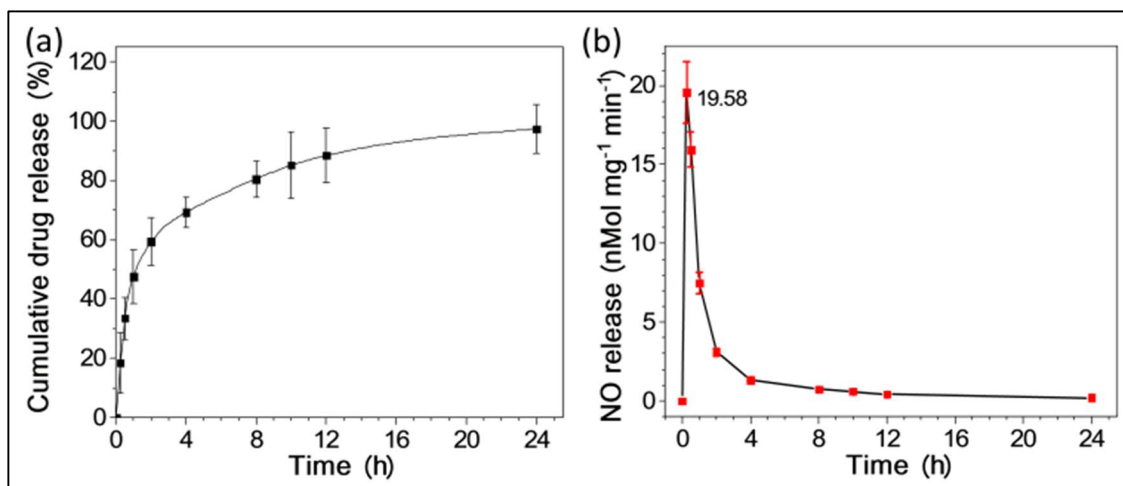 (a)
Cumulative drug release (%)
120
100
80
60
40
20
0
0 4 8 12 16 20 24
Time (h)
(b)
NO release (nMol mg⁻¹ min⁻¹)
20
15
10
5
0
19.58
0 4 8 12 16 20 24
Time (h)